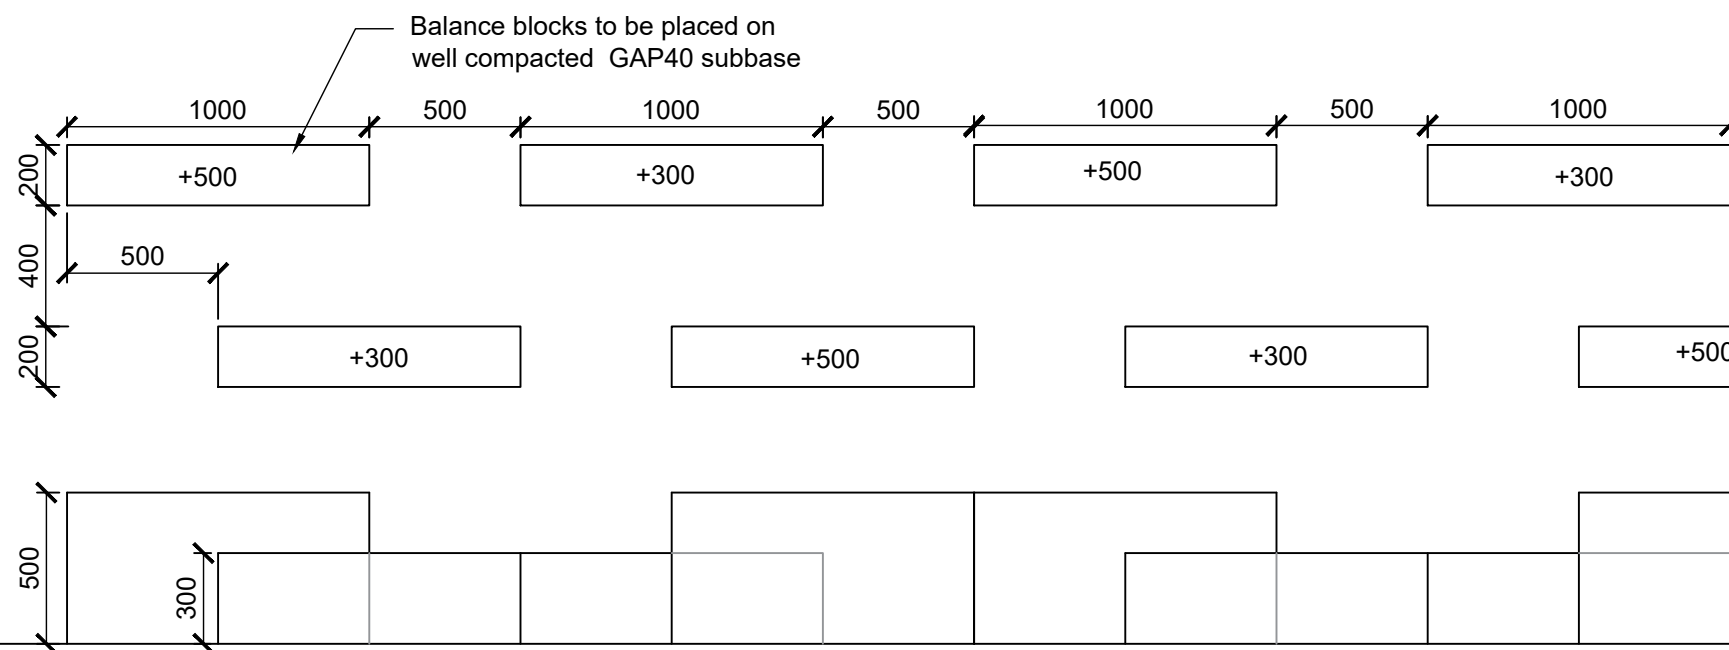 Balance blocks to be placed on
well compacted GAP40 subbase
1000 500 1000 500 1000 500 1000
200
+500 +300 +500 +300
400
500
200
+300 +500 +300 +500
500
300